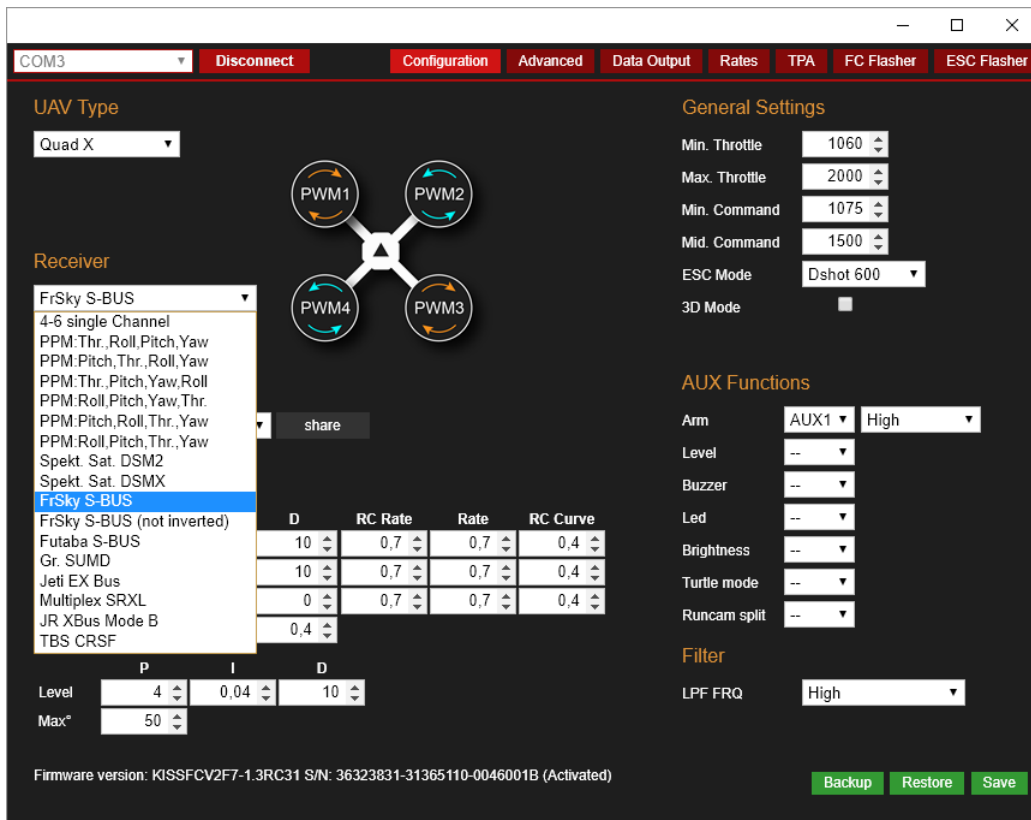 COM3 Disconnect Configuration Advanced Data Output Rates TPA FC Flasher ESC Flasher
UAV Type
Quad X
PWM1 PWM2
PWM4 PWM3
Receiver
FrSky S-BUS
4-6 single Channel
PPM:Thr.,Roll,Pitch,Yaw
PPM:Pitch,Thr.,Roll,Yaw
PPM:Thr.,Pitch,Yaw,Roll
PPM:Roll,Pitch,Yaw,Thr.
PPM:Pitch,Roll,Thr.,Yaw
PPM:Roll,Pitch,Thr.,Yaw
Spekt. Sat. DSM2
Spekt. Sat. DSMX
FrSky S-BUS
FrSky S-BUS (not inverted)
Futaba S-BUS
Gr. SUMD
Jeti EX Bus
Multiplex SRXL
JR XBus Mode B
TBS CRSF
share
D RC Rate Rate RC Curve
10 0,7 0,7 0,4
10 0,7 0,7 0,4
0 0,7 0,7 0,4
0,4
P I D
Level 4 0,04 10
Max° 50
General Settings
Min. Throttle 1060
Max. Throttle 2000
Min. Command 1075
Mid. Command 1500
ESC Mode Dshot 600
3D Mode
AUX Functions
Arm AUX1 High
Level --
Buzzer --
Led --
Brightness --
Turtle mode --
Runcam split --
Filter
LPF FRQ High
Firmware version: KISSFCV2F7-1.3RC31 S/N: 36323831-31365110-0046001B (Activated)
Backup Restore Save